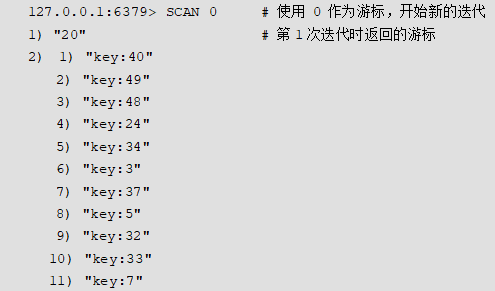 127.0.0.1:6379> SCAN 0 # 使用 0 作为游标，开始新的迭代
1) "20" # 第 1 次迭代时返回的游标
2) 1) "key:40"
2) "key:49"
3) "key:48"
4) "key:24"
5) "key:34"
6) "key:3"
7) "key:37"
8) "key:5"
9) "key:32"
10) "key:33"
11) "key:7"